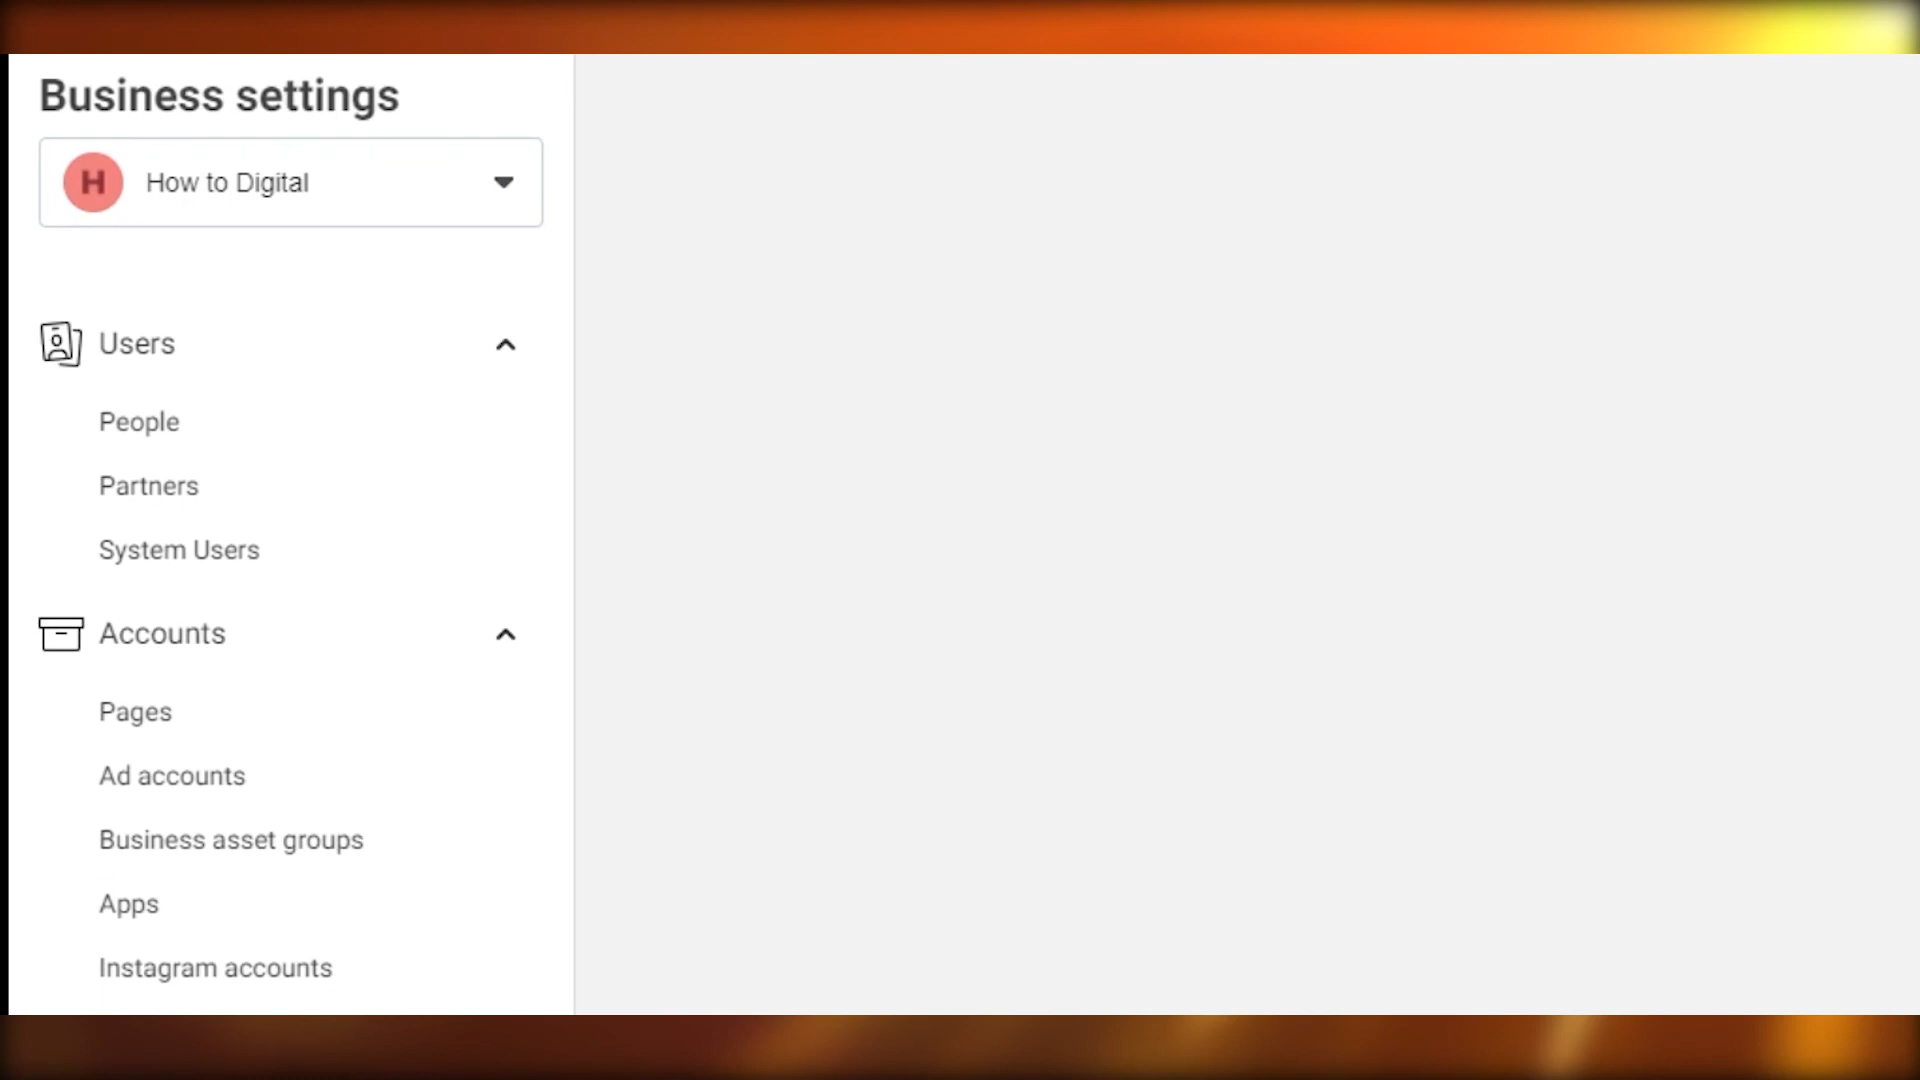 Business settings
H
How to Digital
Users
People
Partners
System Users
Accounts
Pages
Ad accounts
Business asset groups
Apps
Instagram accounts